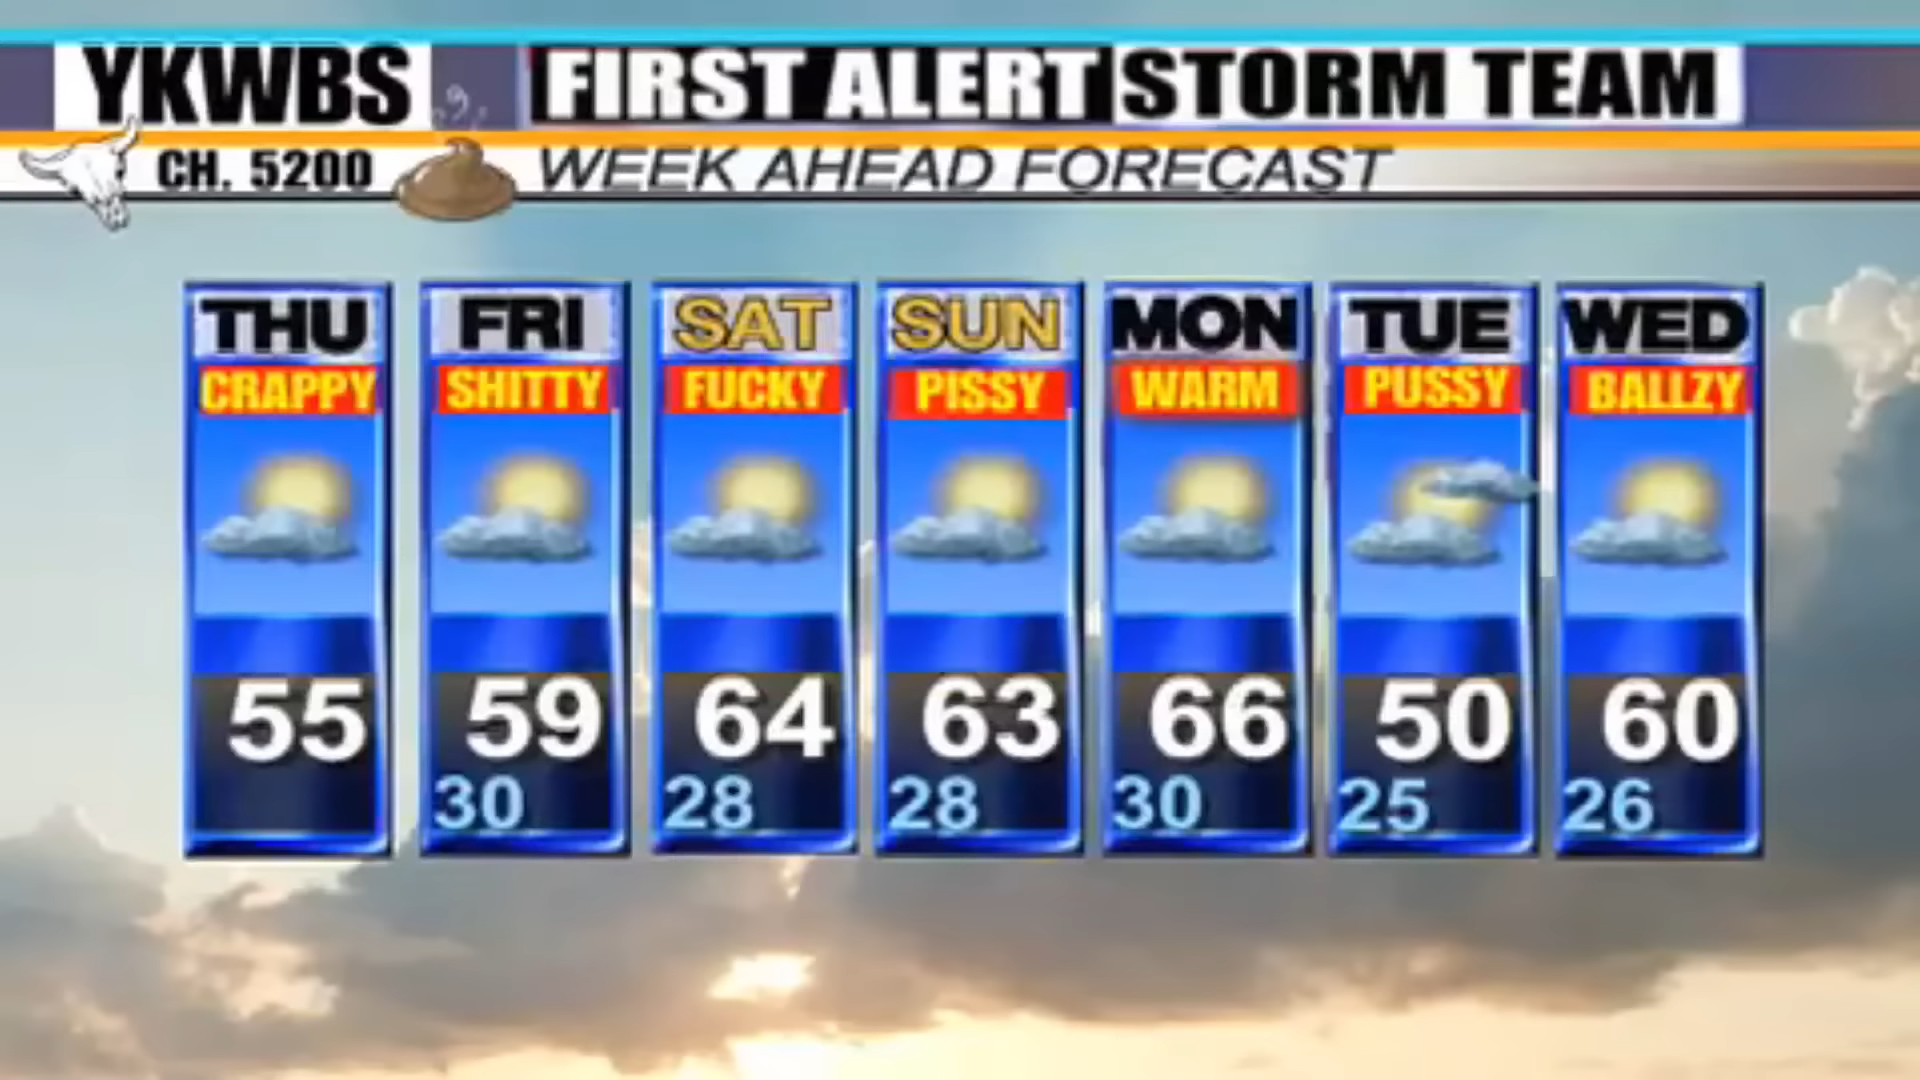 YKWBS FIRST ALERT STORM TEAM
CH. 5200 WEEK AHEAD FORECAST
THU FRI SAT SUN MON TUE WED
CRAPPY SHITTY FUCKY PISSY WARM PUSSY BALLZY
55 59 64 63 66 50 60
30 28 28 30 25 26